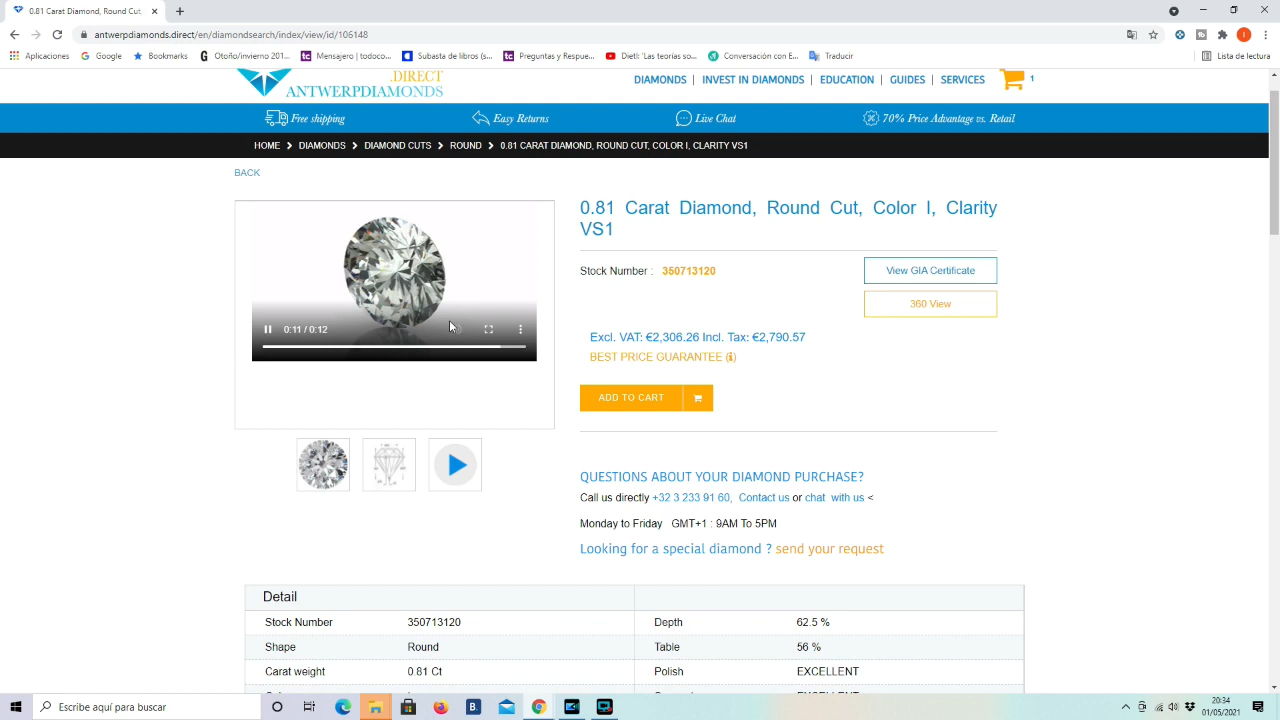 0.81 Carat Diamond, Round Cut,
antwerpdiamonds.direct/en/diamondsearch/index/view/id/106148
Aplicaciones Google Bookmarks Otoño/invierno 201... Mensajero | todoco... Subasta de libros (s... Preguntas y Respues... Dietl: 'Las teorías so... Conversación con E... Traducir Lista de lectura
.DIRECT
ANTWERPDIAMONDS
DIAMONDS | INVEST IN DIAMONDS | EDUCATION | GUIDES | SERVICES 1
Free shipping Easy Returns Live Chat 70% Price Advantage vs. Retail
HOME DIAMONDS DIAMOND CUTS ROUND 0.81 CARAT DIAMOND, ROUND CUT, COLOR I, CLARITY VS1
BACK
0.81 Carat Diamond, Round Cut, Color I, Clarity
VS1
Stock Number : 350713120
View GIA Certificate
360 View
0:11 / 0:12
Excl. VAT: €2,306.26 Incl. Tax: €2,790.57
BEST PRICE GUARANTEE (i)
ADD TO CART
QUESTIONS ABOUT YOUR DIAMOND PURCHASE?
Call us directly +32 3 233 91 60, Contact us or chat with us <
Monday to Friday GMT+1 : 9AM To 5PM
Looking for a special diamond ? send your request
Detail
Stock Number 350713120 Depth 62.5 %
Shape Round Table 56 %
Carat weight 0.81 Ct Polish EXCELLENT
Escribe aquí para buscar
20:34
01/05/2021